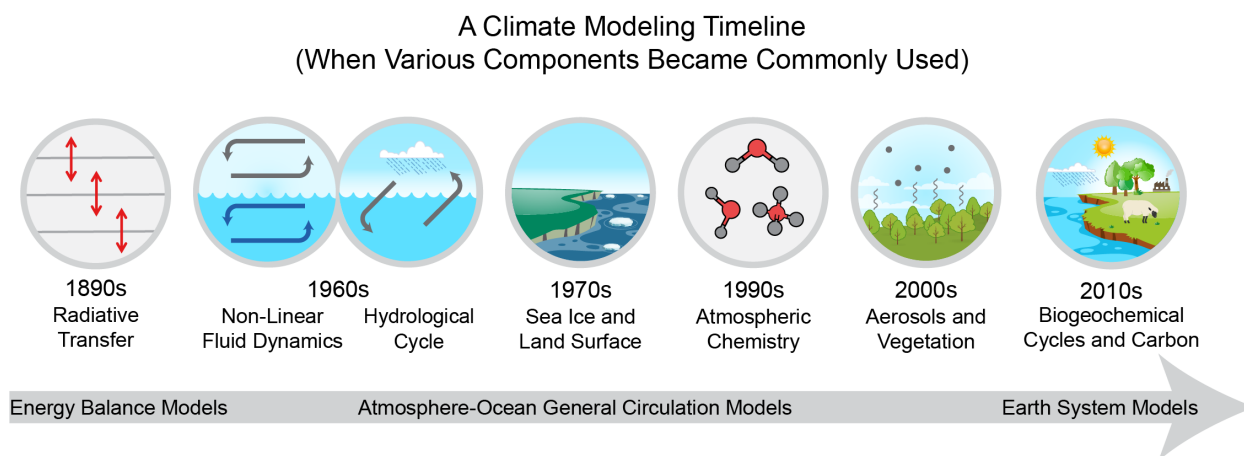 A Climate Modeling Timeline
(When Various Components Became Commonly Used)
1890s
Radiative
Transfer
1960s
Non-Linear
Fluid Dynamics
Hydrological
Cycle
1970s
Sea Ice and
Land Surface
1990s
Atmospheric
Chemistry
2000s
Aerosols and
Vegetation
2010s
Biogeochemical
Cycles and Carbon
Energy Balance Models
Atmosphere-Ocean General Circulation Models
Earth System Models